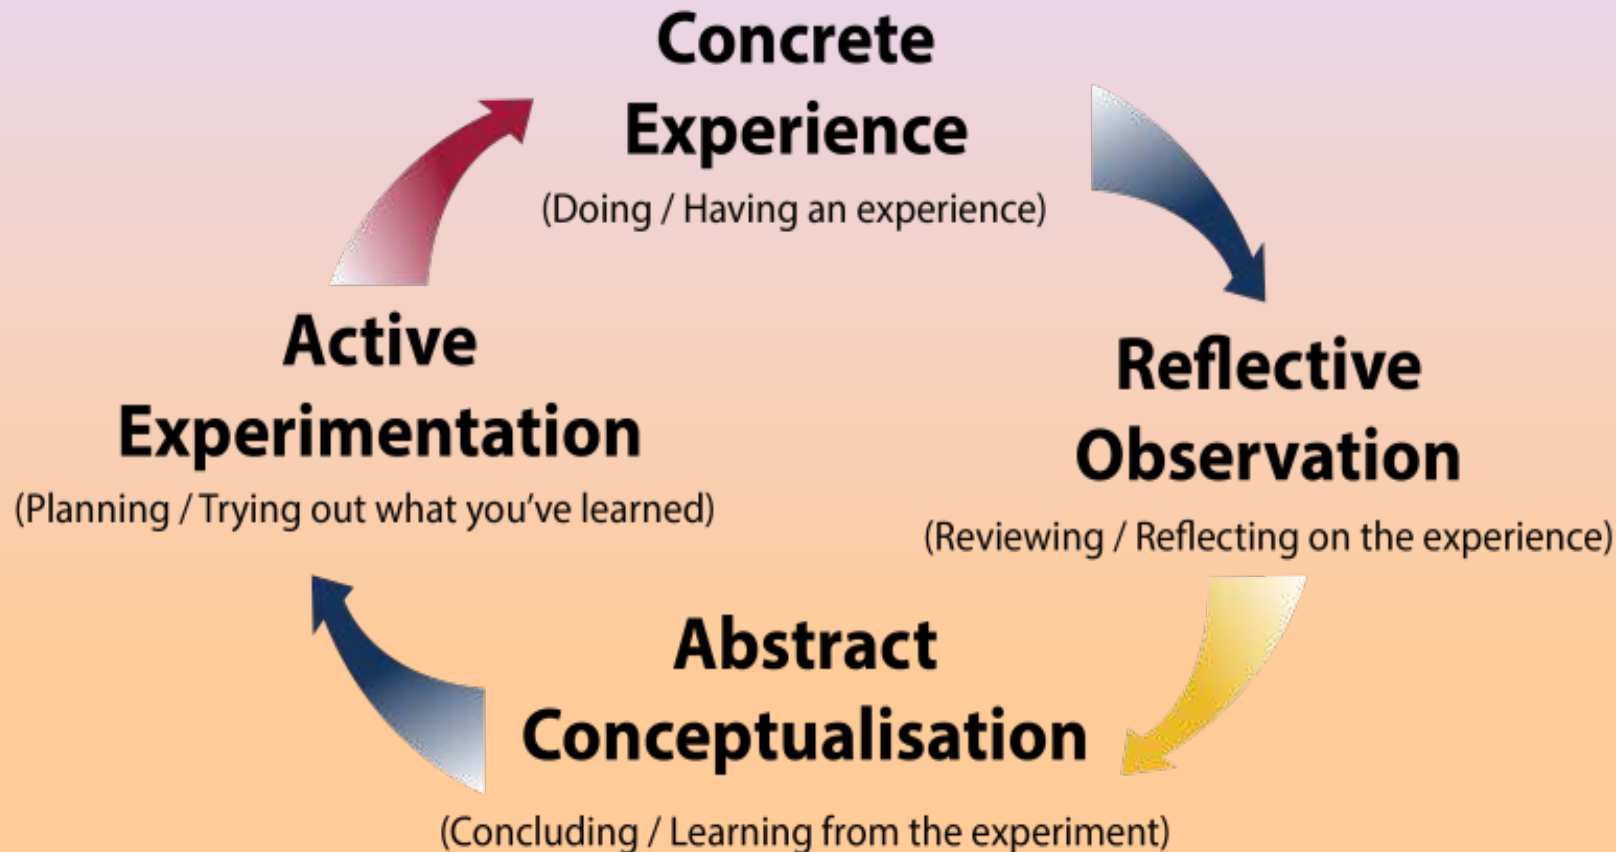 Concrete
Experience
(Doing / Having an experience)
Active
Experimentation
(Planning / Trying out what you've learned)
Reflective
Observation
(Reviewing / Reflecting on the experience)
Abstract
Conceptualisation
(Concluding / Learning from the experiment)